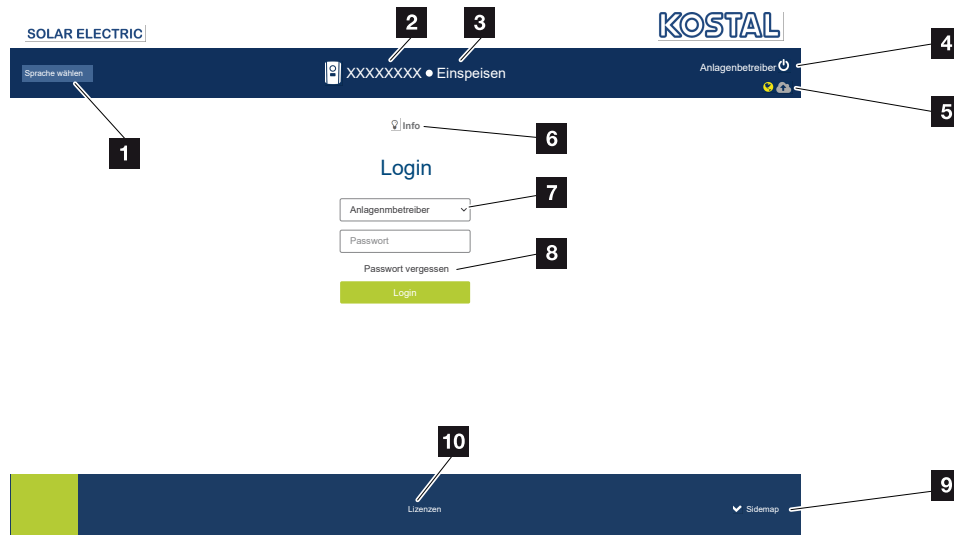 2
3
SOLAR ELECTRIC
KOSTAL
4
Sprache wählen
XXXXXXXX ● Einspeisen
Anlagenbetreiber
5
1
Info
6
Login
7
Anlagenmbetreiber
Passwort
8
Passwort vergessen
Login
10
9
Lizenzen
Sidemap